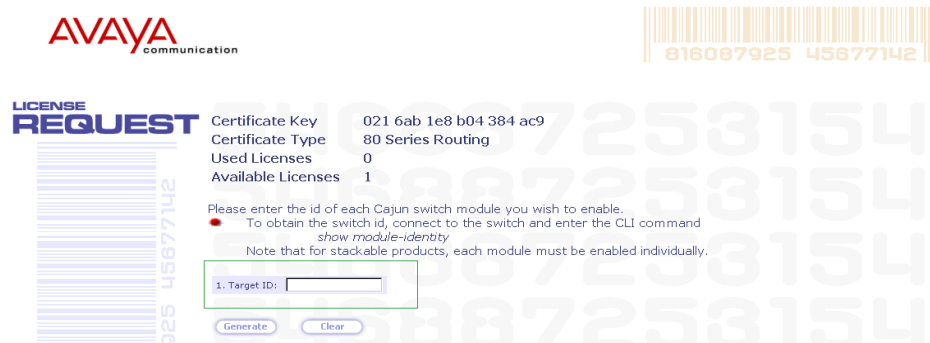 AVAYA
communication
816087925 45677142
LICENSE
REQUEST
Certificate Key 021 6ab 1e8 b04 384 ac9
Certificate Type 80 Series Routing
Used Licenses 0
Available Licenses 1
Please enter the id of each Cajun switch module you wish to enable.
To obtain the switch id, connect to the switch and enter the CLI command
show module-identity
Note that for stackable products, each module must be enabled individually.
1. Target ID:
Generate Clear
925 45677142